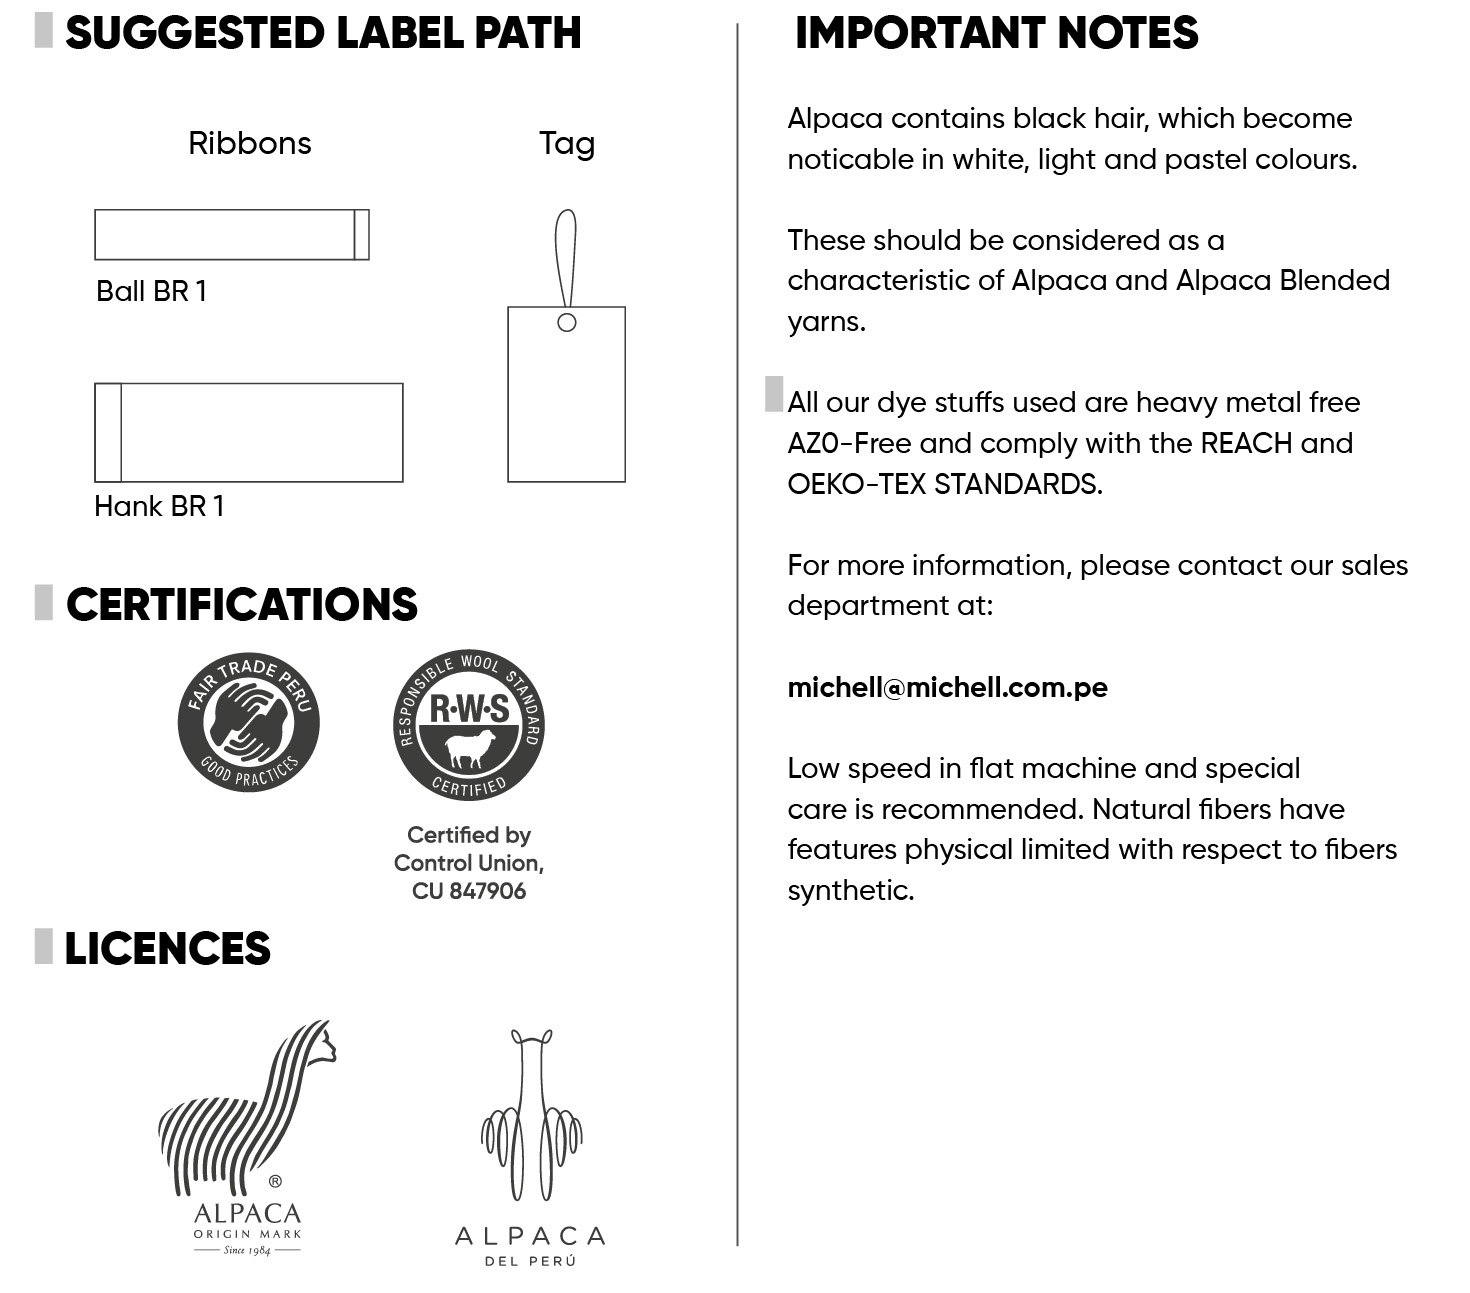 SUGGESTED LABEL PATH
Ribbons
Tag
Ball BR 1
Hank BR 1
CERTIFICATIONS
FAIR TRADE PERU
GOOD PRACTICES
RESPONSIBLE WOOL STANDARD
R·W·S
CERTIFIED
Certified by
Control Union,
CU 847906
LICENCES
®
ALPACA
ORIGIN MARK
Since 1984
ALPACA
DEL PERÚ
IMPORTANT NOTES
Alpaca contains black hair, which become
noticable in white, light and pastel colours.
These should be considered as a
characteristic of Alpaca and Alpaca Blended
yarns.
All our dye stuffs used are heavy metal free
AZ0-Free and comply with the REACH and
OEKO-TEX STANDARDS.
For more information, please contact our sales
department at:
michell@michell.com.pe
Low speed in flat machine and special
care is recommended. Natural fibers have
features physical limited with respect to fibers
synthetic.